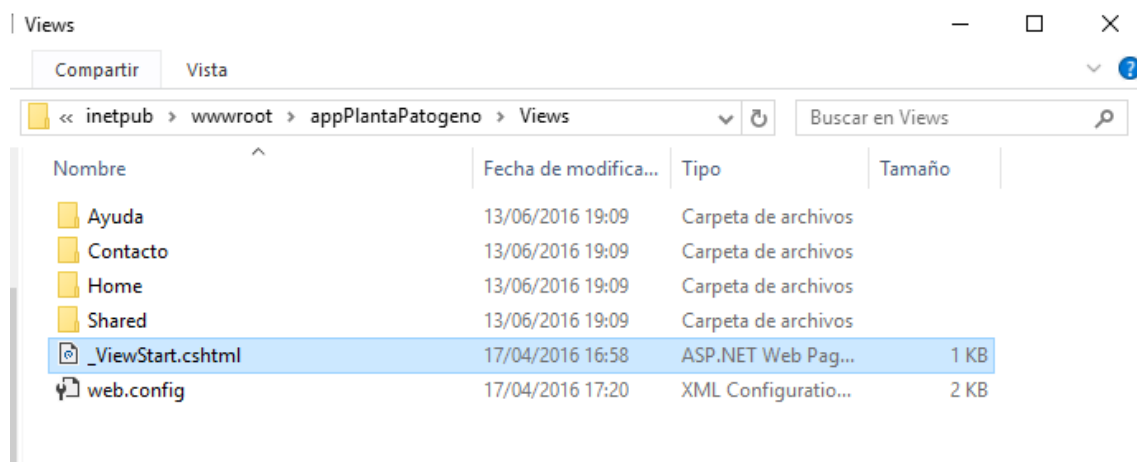 Views
Compartir Vista
« inetpub > wwwroot > appPlantaPatogeno > Views Buscar en Views
Nombre Fecha de modifica... Tipo Tamaño
Ayuda 13/06/2016 19:09 Carpeta de archivos
Contacto 13/06/2016 19:09 Carpeta de archivos
Home 13/06/2016 19:09 Carpeta de archivos
Shared 13/06/2016 19:09 Carpeta de archivos
_ViewStart.cshtml 17/04/2016 16:58 ASP.NET Web Pag... 1 KB
web.config 17/04/2016 17:20 XML Configuratio... 2 KB